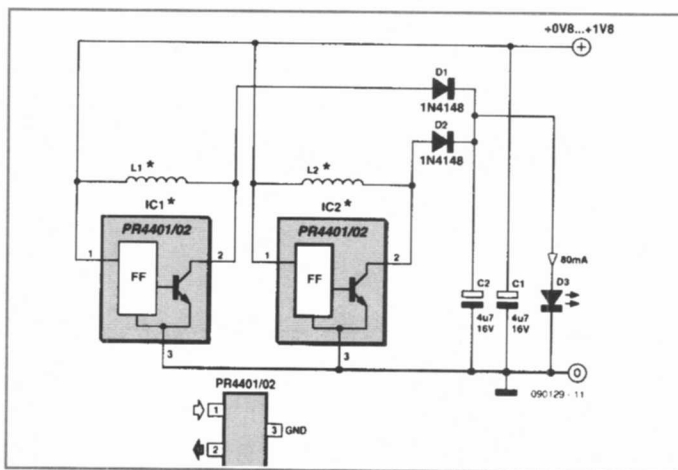 +0V8...+1V8
D1
1N4148
D2
1N4148
L1 *
L2 *
IC1 *
IC2 *
PR4401/02
PR4401/02
1
FF
2
3
1
FF
2
3
80mA
C2
4u7
16V
C1
4u7
16V
D3
0
090129 - 11
PR4401/02
1
2
3
GND